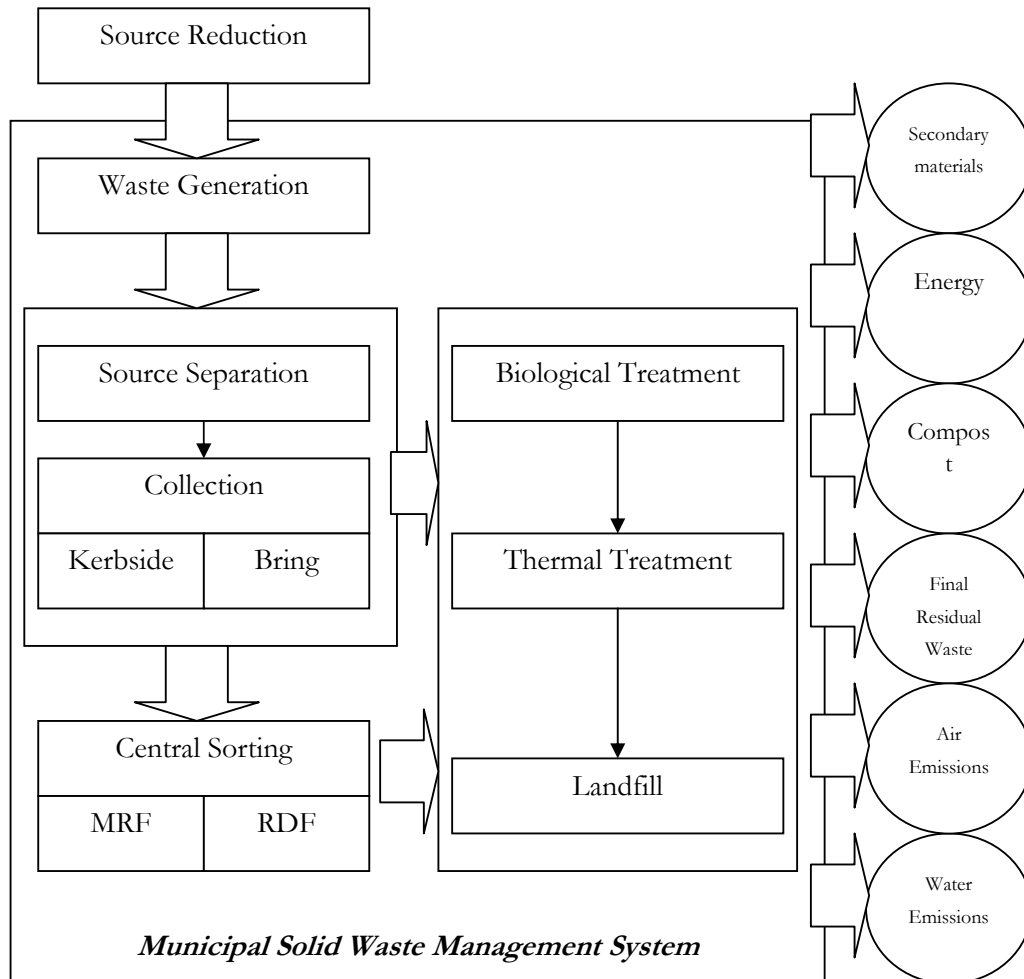 Source Reduction
Waste Generation
Source Separation
Collection
Kerbside
Bring
Central Sorting
MRF
RDF
Biological Treatment
Thermal Treatment
Landfill
Secondary
materials
Energy
Compos
t
Final
Residual
Waste
Air
Emissions
Water
Emissions
Municipal Solid Waste Management System